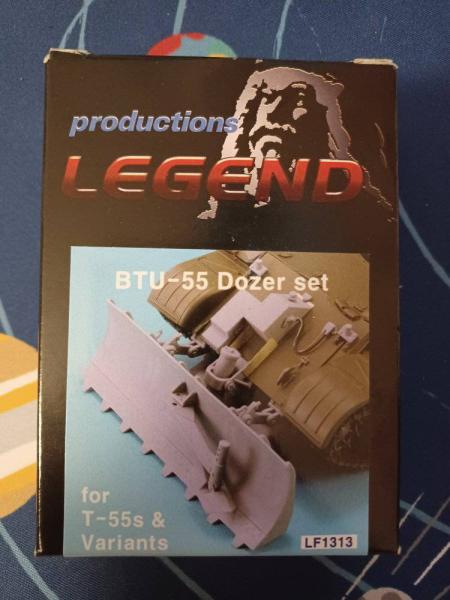 productions
LEGEND
BTU-55 Dozer set
for
T-55s &
Variants
LF1313